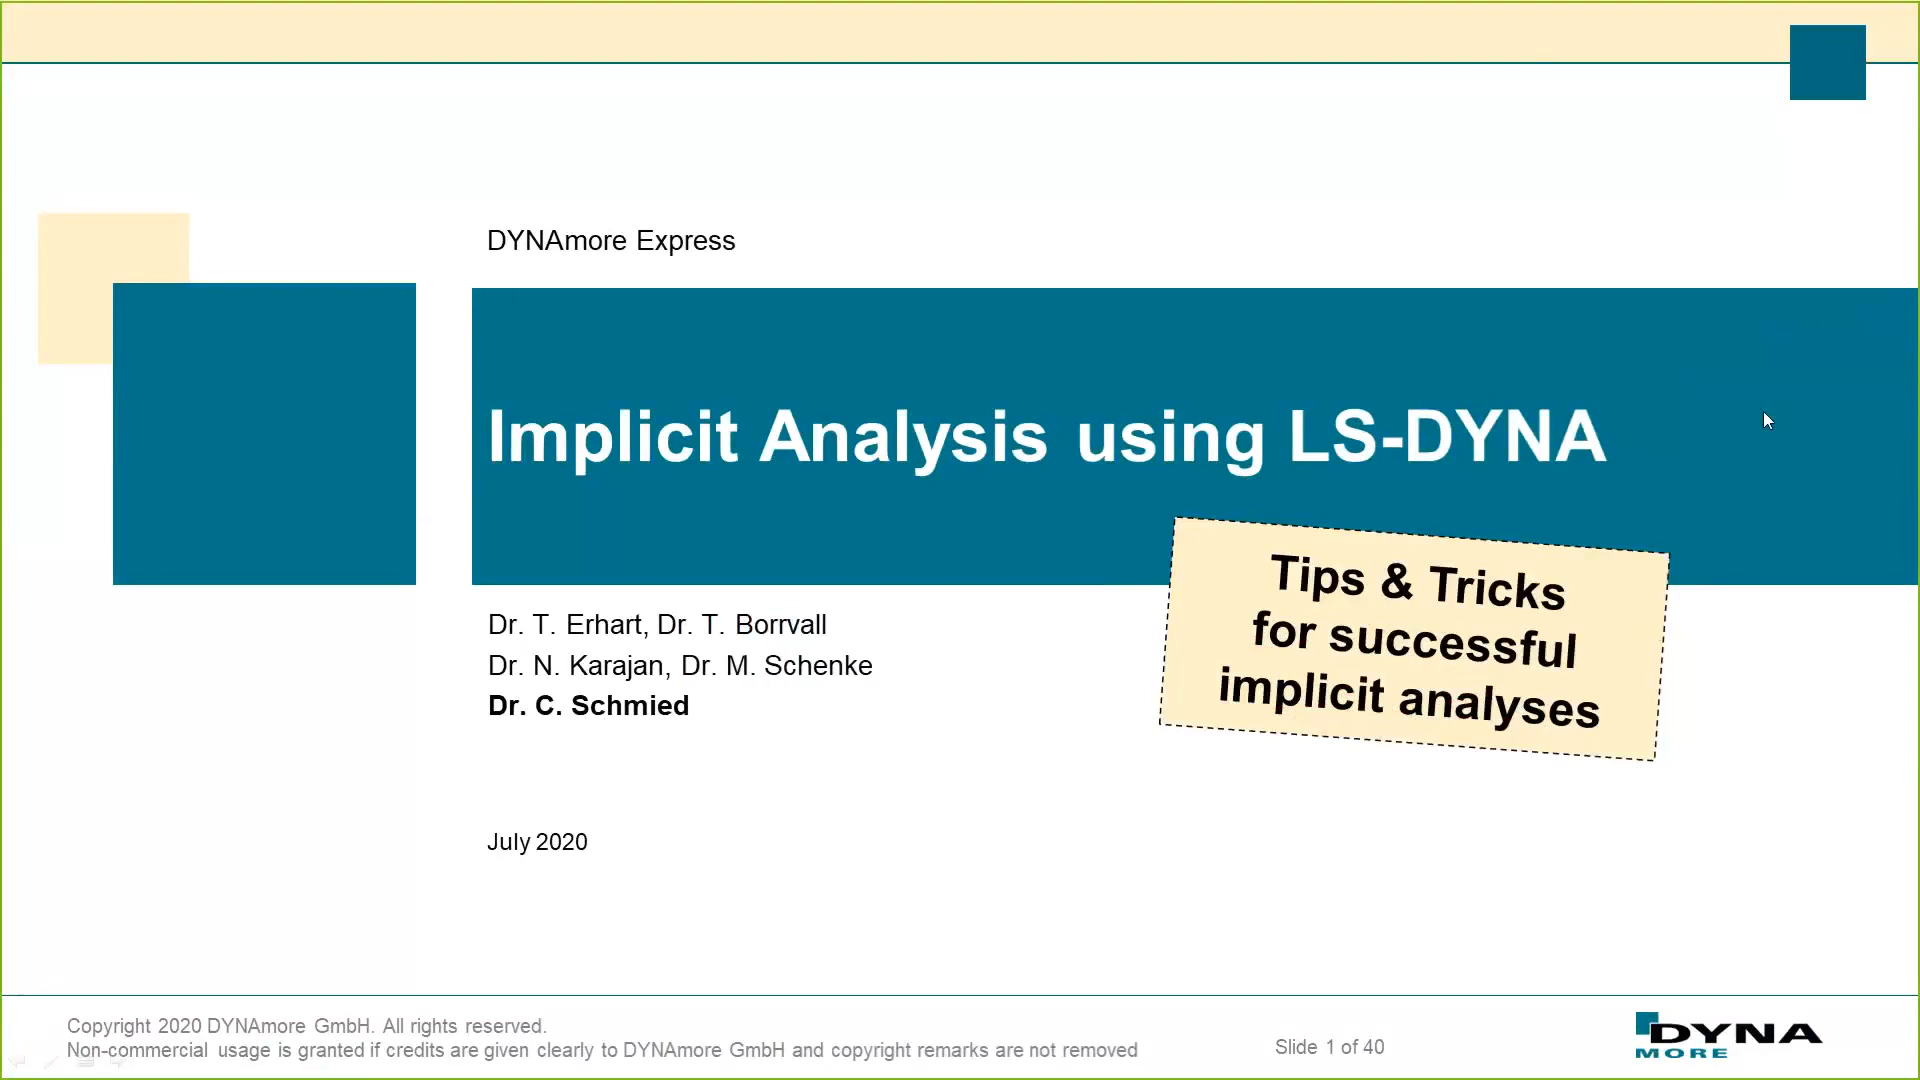 DYNAmore Express
Implicit Analysis using LS-DYNA
Tips & Tricks
for successful
implicit analyses
Dr. T. Erhart, Dr. T. Borrvall
Dr. N. Karajan, Dr. M. Schenke
Dr. C. Schmied
July 2020
Copyright 2020 DYNAmore GmbH. All rights reserved.
Non-commercial usage is granted if credits are given clearly to DYNAmore GmbH and copyright remarks are not removed
Slide 1 of 40
DYNA
MORE